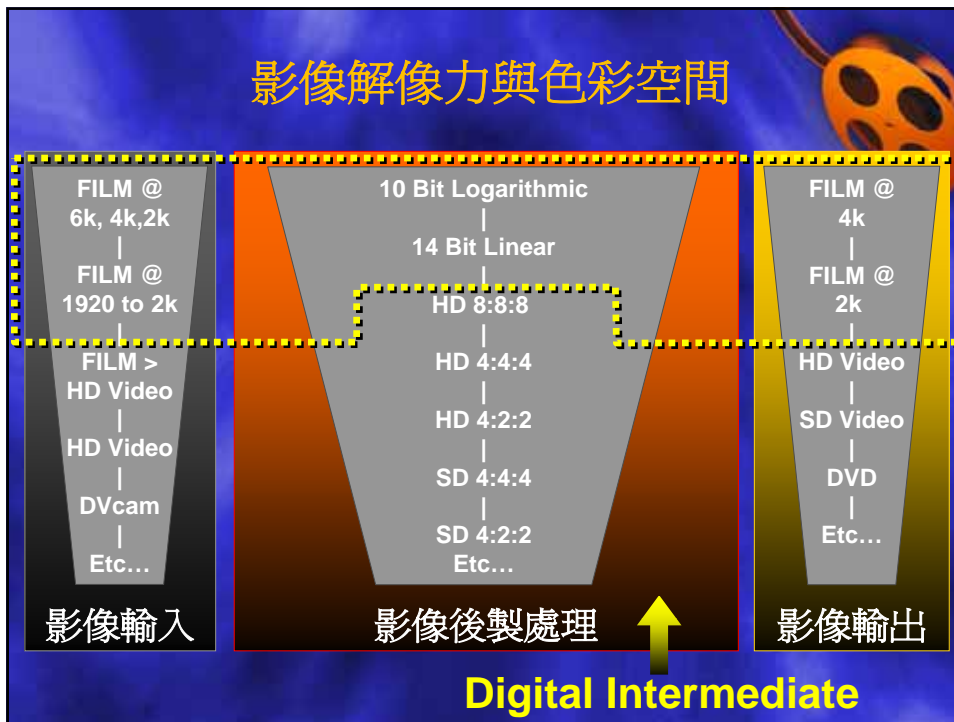 影像解像力與色彩空間
FILM @
6k, 4k,2k
|
FILM @
1920 to 2k
|
FILM >
HD Video
|
HD Video
|
DVcam
|
Etc…
影像輸入
10 Bit Logarithmic
|
14 Bit Linear
|
HD 8:8:8
|
HD 4:4:4
|
HD 4:2:2
|
SD 4:4:4
|
SD 4:2:2
Etc…
影像後製處理
FILM @
4k
|
FILM @
2k
|
HD Video
|
SD Video
|
DVD
|
Etc…
影像輸出
Digital Intermediate